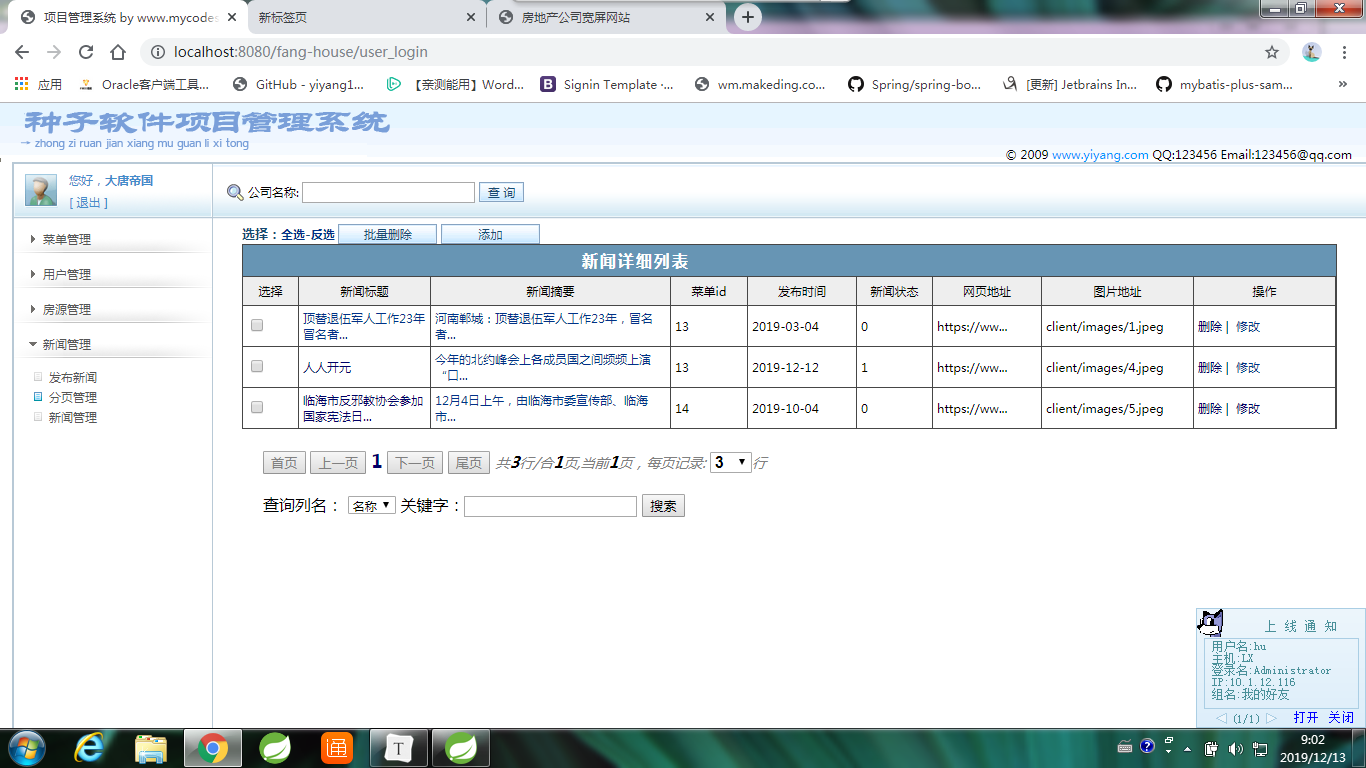 项目管理系统 by www.mycodes
新标签页
房地产公司宽屏网站
localhost:8080/fang-house/user_login
应用
Oracle客户端工具...
GitHub - yiyang1...
【亲测能用】Word...
Signin Template ·...
wm.makeding.co...
Spring/spring-bo...
[更新] Jetbrains In...
mybatis-plus-sam...
»
种子软件项目管理系统
→ zhong zi ruan jian xiang mu guan li xi tong
© 2009 www.yiyang.com QQ:123456 Email:123456@qq.com
您好，大唐帝国
[ 退出 ]
公司名称:
查 询
菜单管理
用户管理
房源管理
新闻管理
发布新闻
分页管理
新闻管理
选择：全选-反选
批量删除
添加
新闻详细列表
选择 新闻标题 新闻摘要 菜单id 发布时间 新闻状态 网页地址 图片地址 操作
顶替退伍军人工作23年
冒名者...
河南郸城：顶替退伍军人工作23年，冒名
者...
13 2019-03-04 0 https://ww... client/images/1.jpeg 删除 | 修改
人人开元
今年的北约峰会上各成员国之间频频上演
“口...
13 2019-12-12 1 https://ww... client/images/4.jpeg 删除 | 修改
临海市反邪教协会参加
国家宪法日...
12月4日上午，由临海市委宣传部、临海
市...
14 2019-10-04 0 https://ww... client/images/5.jpeg 删除 | 修改
首页 上一页 1 下一页 尾页 共3行/合1页,当前1页，每页记录: 3 行
查询列名： 名称 关键字： 搜索
上 线 通 知
用户名:hu
主机:LX
登录名:Administrator
IP:10.1.12.116
组名:我的好友
(1/1)
打开 关闭
T
9:02
2019/12/13